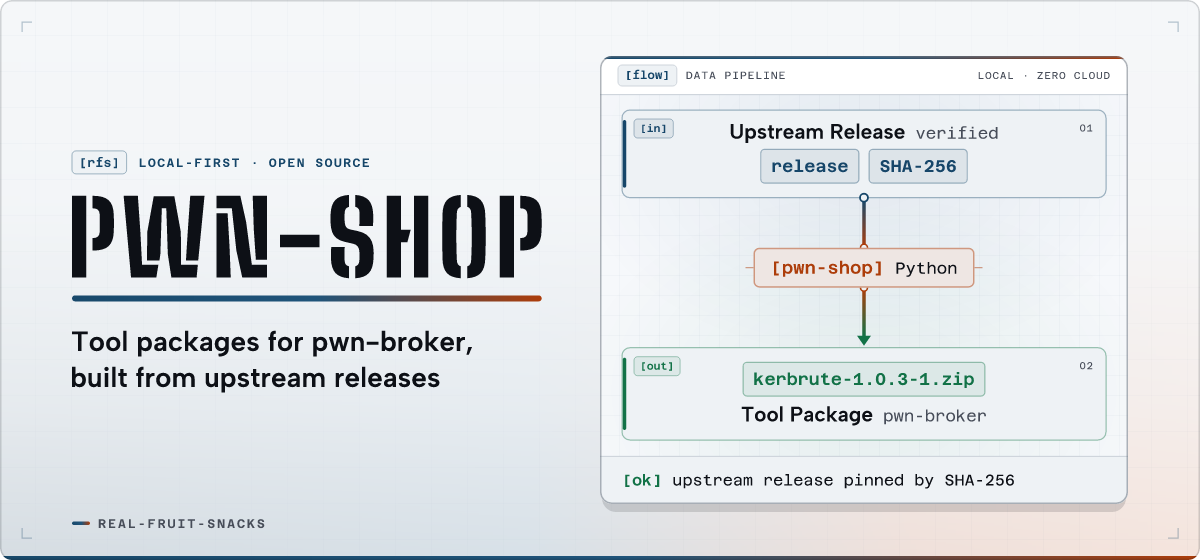 [rfs] LOCAL-FIRST · OPEN SOURCE
PWN-SHOP
Tool packages for pwn-broker,
built from upstream releases
REAL-FRUIT-SNACKS
[flow] DATA PIPELINE
LOCAL · ZERO CLOUD
[in]
Upstream Release verified
01
release SHA-256
[pwn-shop] Python
[out]
kerbrute-1.0.3-1.zip
02
Tool Package pwn-broker
[ok] upstream release pinned by SHA-256